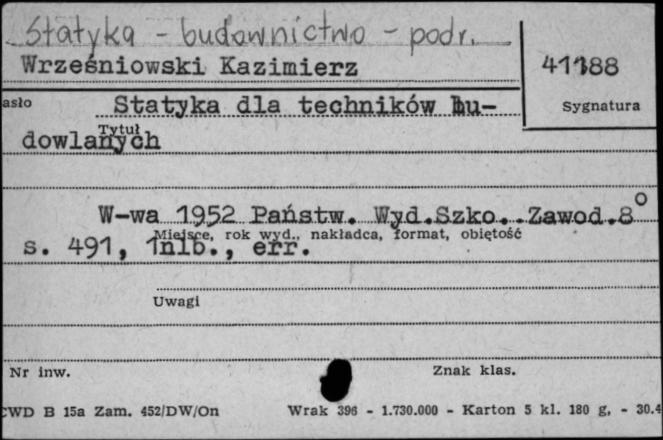 Statyka - budownictwo - podr.
Wrześniowski Kazimierz
41188
asło
Statyka dla techników bu-
Sygnatura
Tytuł
dowlanych
W-wa 1952 Państw. Wyd.Szko..Zawod.8°
Miejsce, rok wyd., nakładca, format, objętość
s. 491, 1nlb., err.
Uwagi
Nr inw.
Znak klas.
CWD B 15a Zam. 452/DW/On Wrak 396 - 1.730.000 - Karton 5 kl. 180 g, - 30.4